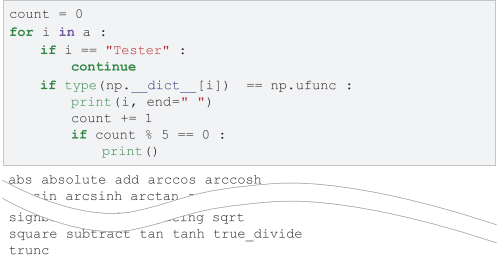 count = 0
for i in a :
    if i == "Tester" :
        continue
    if type(np.__dict__[i])  == np.ufunc :
        print(i, end=" ")
        count += 1
        if count % 5 == 0 :
            print()
abs absolute add arccos arccosh
arcsinh arctan
sqrt
square subtract tan tanh true_divide
trunc